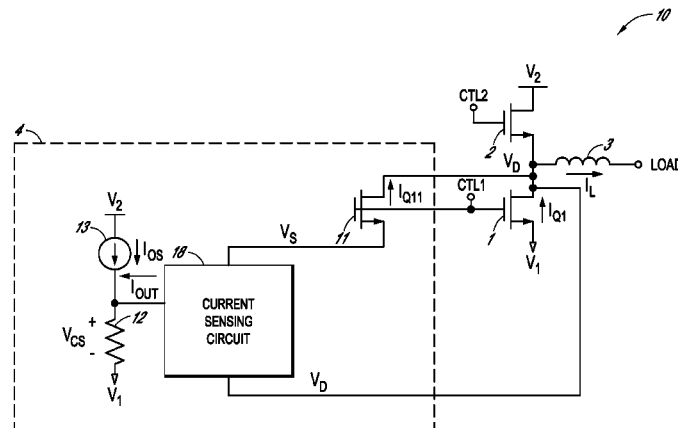 10
V2
CTL2
4
2
3
VD
LOAD
IL
IQ11
CTL1
IQ1
V2
11
1
13
IOS
VS
18
V1
IOUT
+
12
CURRENT
SENSING
CIRCUIT
VCS
-
VD
V1